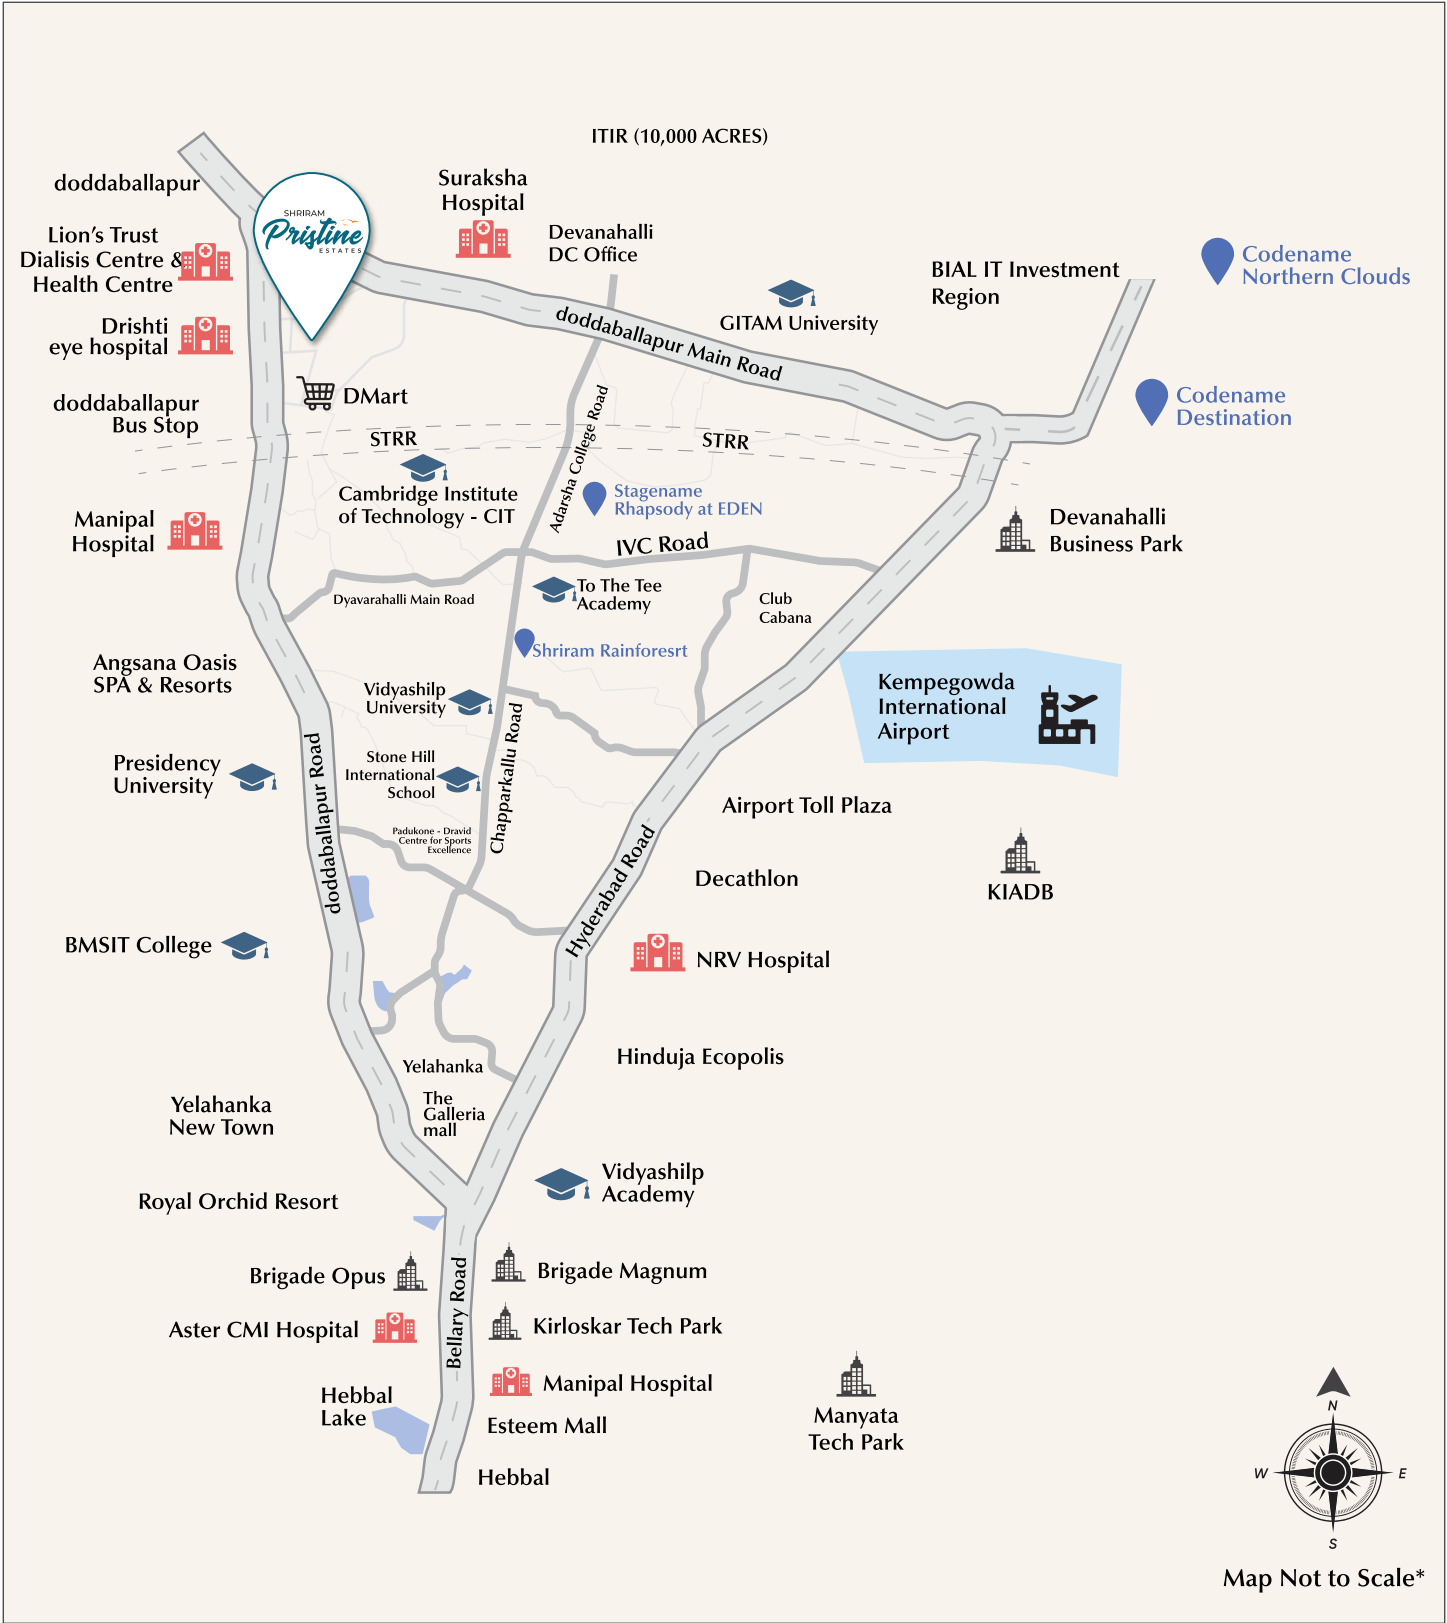 ITIR (10,000 ACRES)
doddaballapur
SHRIRAM
Pristine
ESTATES
Suraksha
Hospital
Devanahalli
DC Office
Lion's Trust
Dialisis Centre &
Health Centre
Drishti
eye hospital
GITAM University
BIAL IT Investment
Region
Codename
Northern Clouds
doddaballapur Main Road
doddaballapur
Bus Stop
DMart
Codename
Destination
STRR
STRR
Adarsha College Road
Cambridge Institute
of Technology - CIT
Stagename
Rhapsody at EDEN
Manipal
Hospital
IVC Road
Devanahalli
Business Park
Dyavarahalli Main Road
To The Tee
Academy
Club
Cabana
Shriram Rainforesrt
Angsana Oasis
SPA & Resorts
Vidyashilp
University
Kempegowda
International
Airport
Presidency
University
doddaballapur Road
Stone Hill
International
School
Chapparkallu Road
Airport Toll Plaza
Padukone - Dravid
Centre for Sports
Excellence
Hyderabad Road
Decathlon
KIADB
BMSIT College
NRV Hospital
Hinduja Ecopolis
Yelahanka
The
Galleria
mall
Yelahanka
New Town
Vidyashilp
Academy
Royal Orchid Resort
Brigade Opus
Brigade Magnum
Bellary Road
Aster CMI Hospital
Kirloskar Tech Park
Manipal Hospital
Hebbal
Lake
Esteem Mall
Manyata
Tech Park
Hebbal
N
W
E
S
Map Not to Scale*